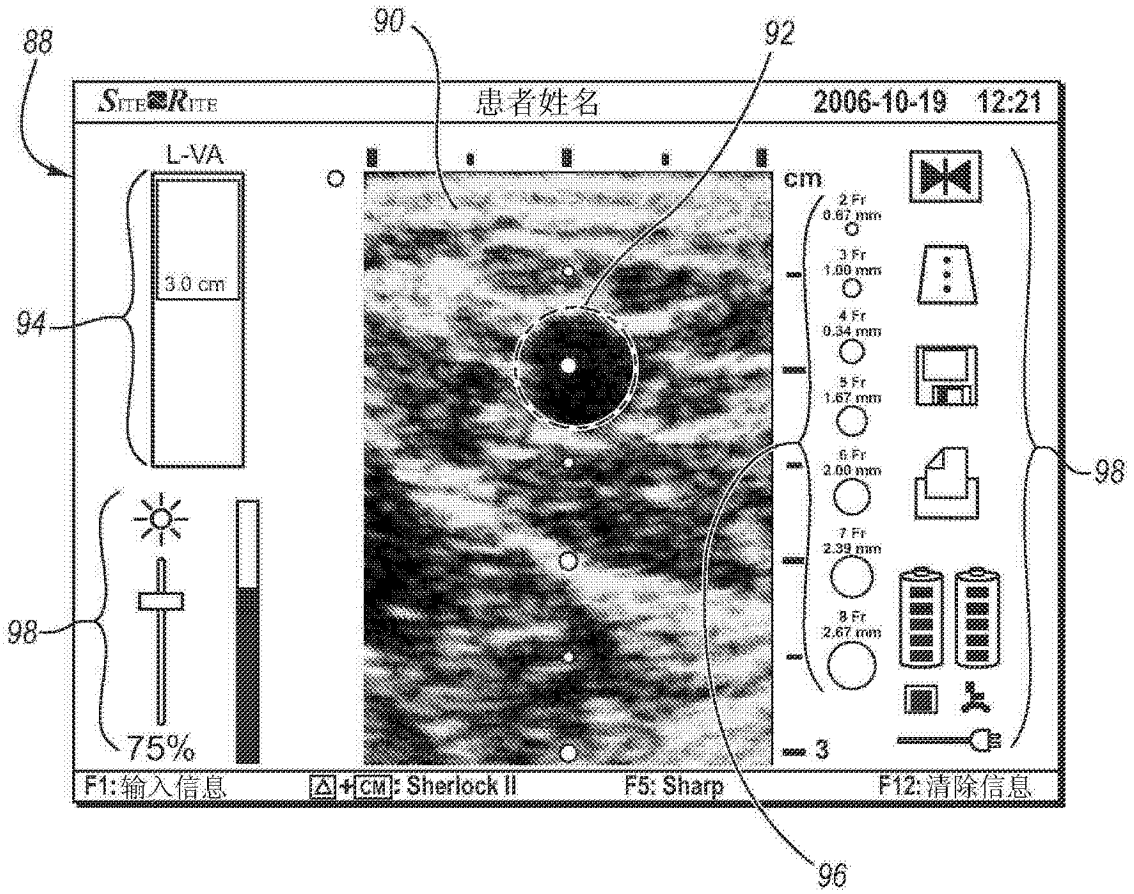 88
90
92
SITE RITE 患者姓名 2006-10-19 12:21
L-VA
cm
2 Fr
0.67 mm
3 Fr
1.00 mm
3.0 cm
94
4 Fr
0.34 mm
5 Fr
1.67 mm
6 Fr
2.00 mm
98
7 Fr
2.39 mm
98
8 Fr
2.67 mm
75%
3
F1: 输入信息 △+CM: Sherlock II F5: Sharp F12: 清除信息
96